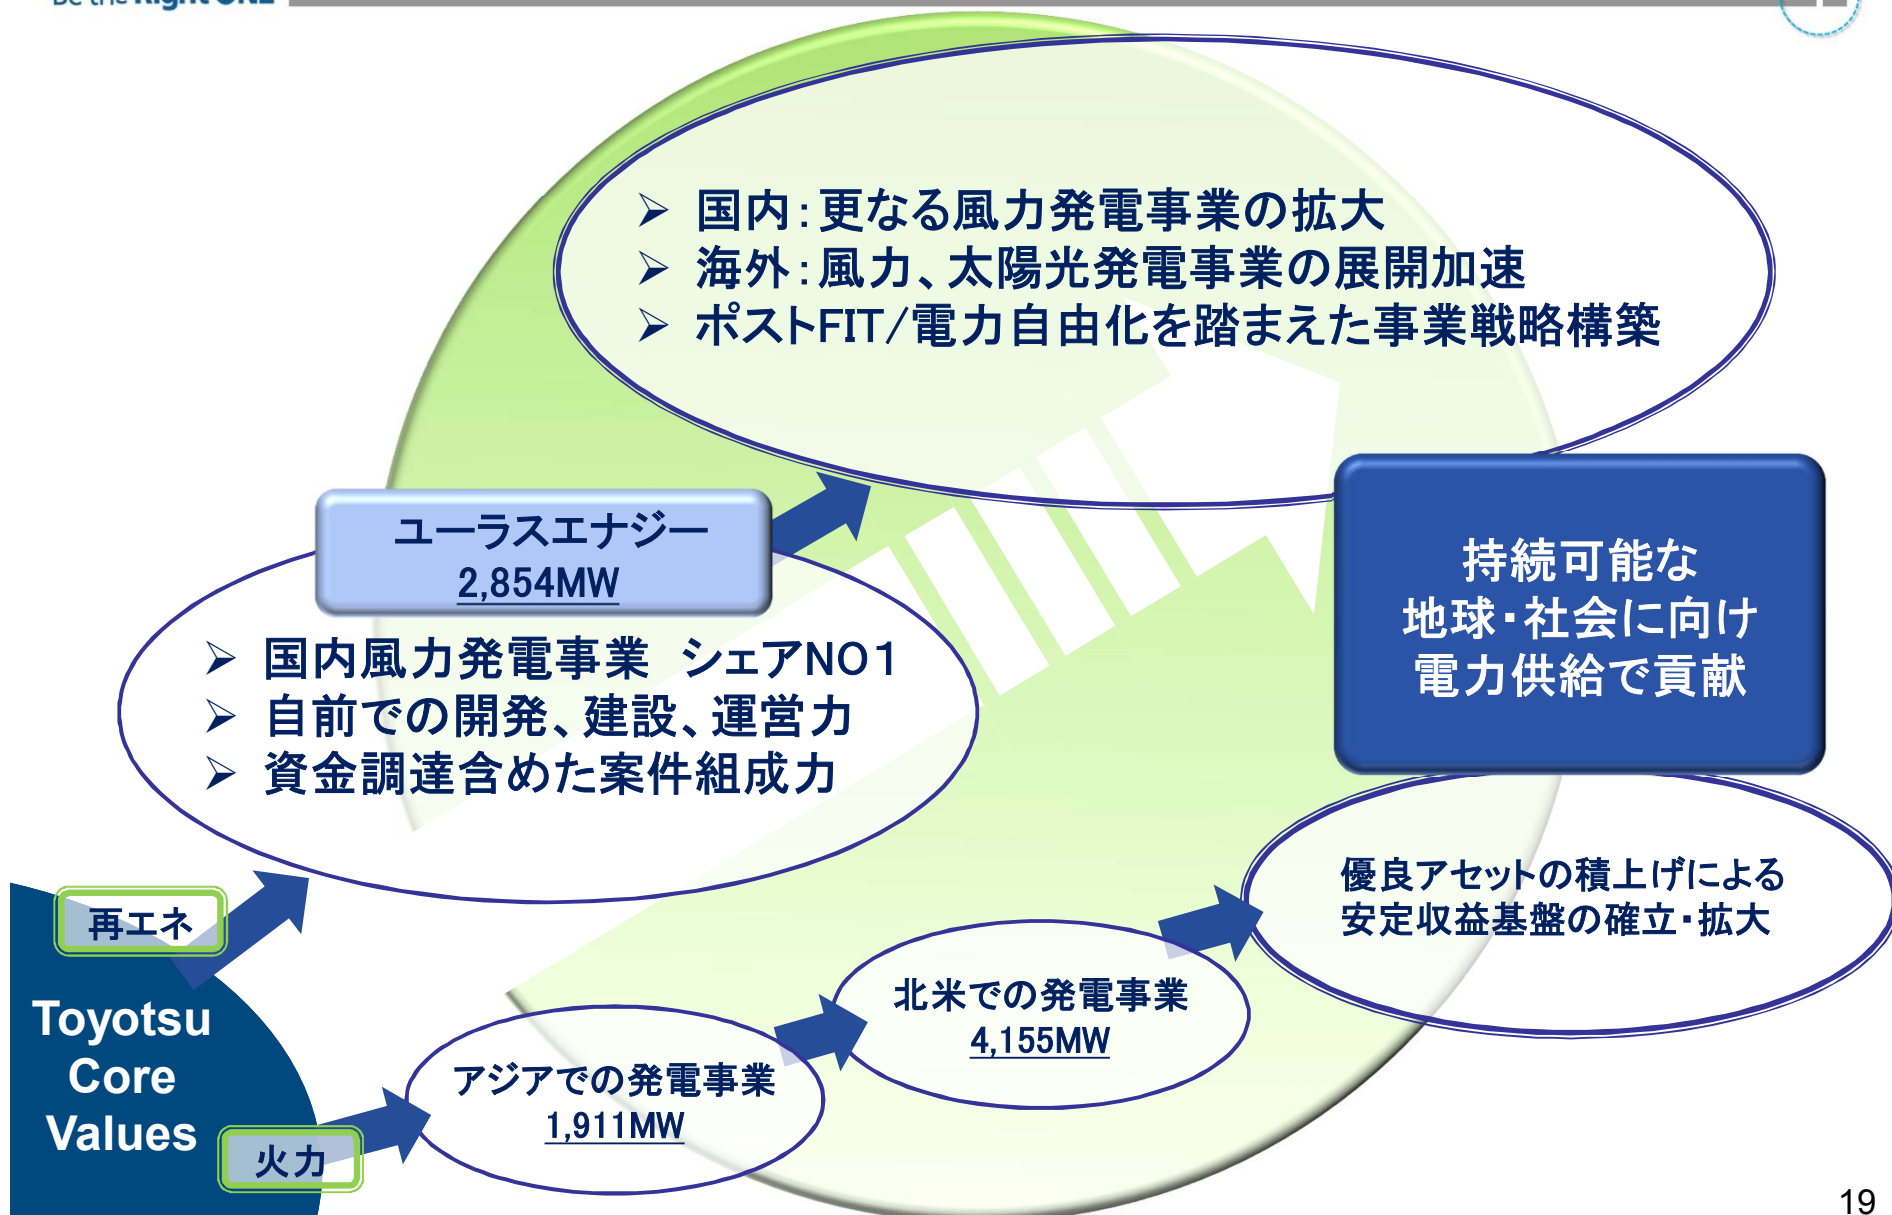 Be the Right ONE
➢ 国内：更なる風力発電事業の拡大
➢ 海外：風力、太陽光発電事業の展開加速
➢ ポストFIT/電力自由化を踏まえた事業戦略構築
ユーラスエナジー
2,854MW
➢ 国内風力発電事業　シェアNO１
➢ 自前での開発、建設、運営力
➢ 資金調達含めた案件組成力
持続可能な
地球・社会に向け
電力供給で貢献
優良アセットの積上げによる
安定収益基盤の確立・拡大
再エネ
北米での発電事業
4,155MW
Toyotsu
Core
Values
アジアでの発電事業
1,911MW
火力
19